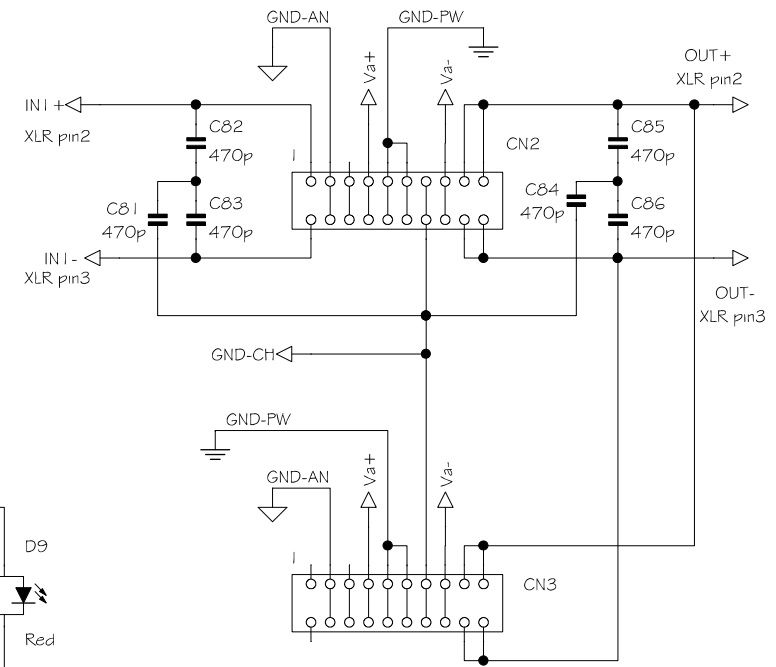 GND-AN
GND-PW
Va+
Va-
OUT+
XLR pin2
IN1+
XLR pin2
C82
470p
1
CN2
C85
470p
C81
470p
C83
470p
C84
470p
C86
470p
IN1-
XLR pin3
OUT-
XLR pin3
GND-CH
GND-PW
Va+
Va-
GND-AN
D9
1
CN3
Red